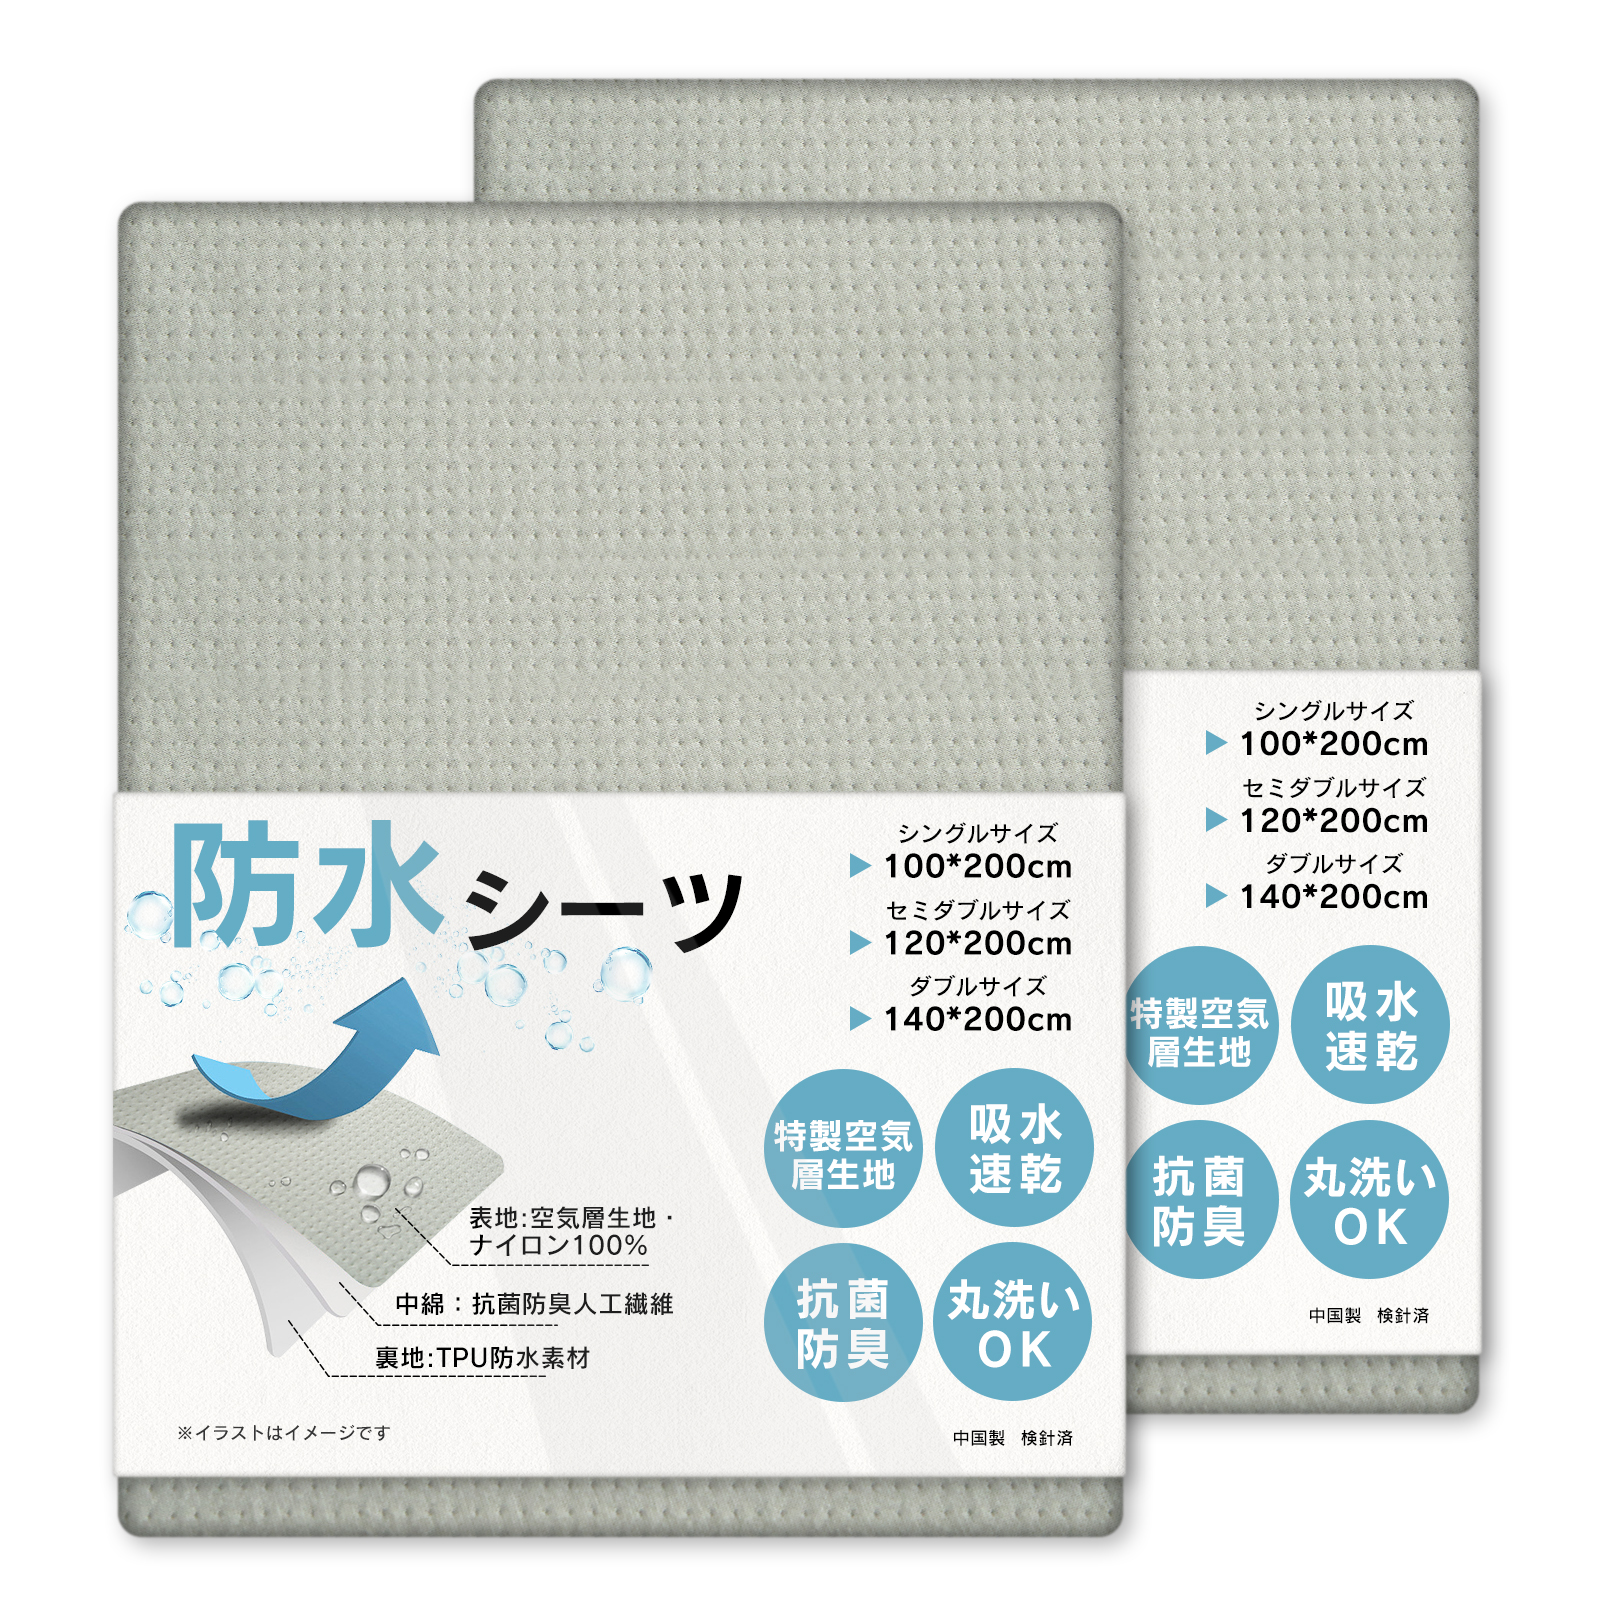 防水シーツ
シングルサイズ
100*200cm
セミダブルサイズ
120*200cm
ダブルサイズ
140*200cm
特製空気
層生地
吸水
速乾
抗菌
防臭
丸洗い
OK
表地:空気層生地・
ナイロン100%
中綿：抗菌防臭人工繊維
裏地:TPU防水素材
※イラストはイメージです
中国製 検針済
シングルサイズ
100*200cm
セミダブルサイズ
120*200cm
ダブルサイズ
140*200cm
特製空気
層生地
吸水
速乾
抗菌
防臭
丸洗い
OK
中国製 検針済